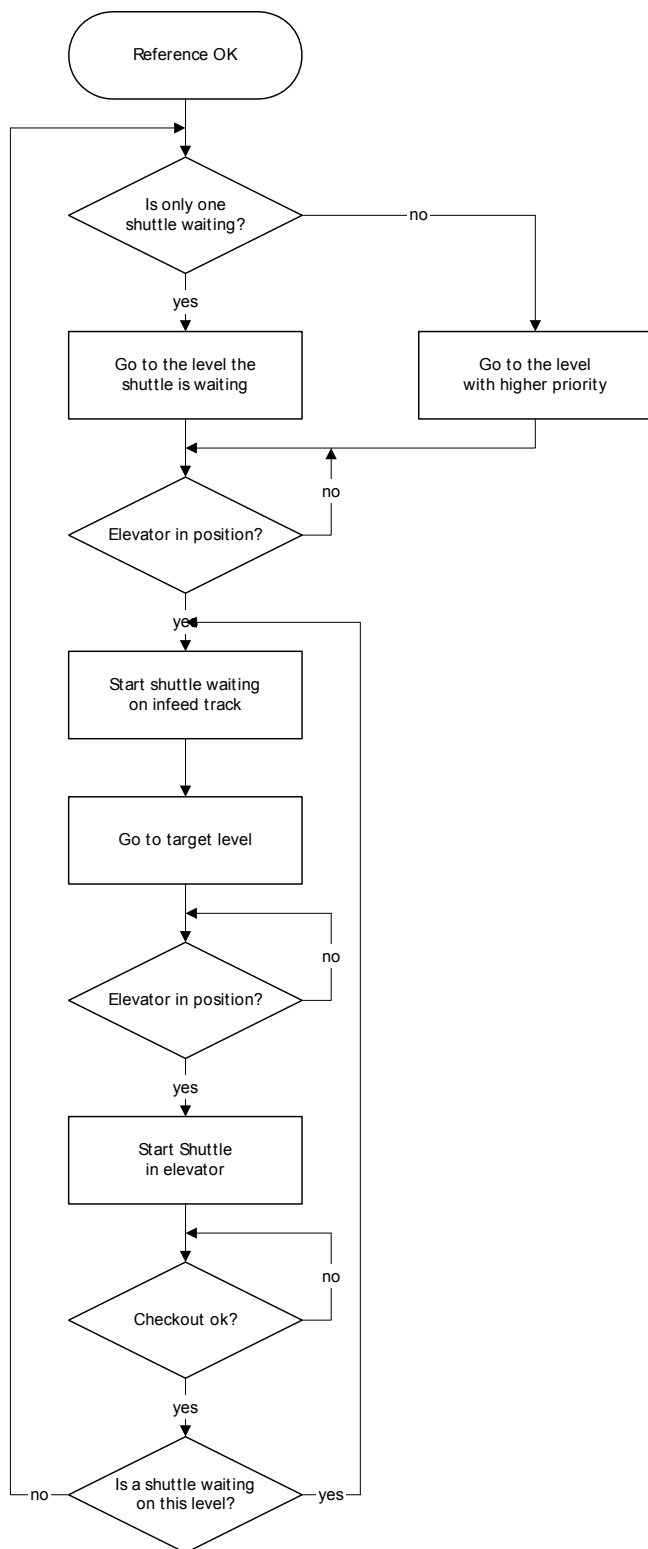 Reference OK
Is only one
shuttle waiting?
no
yes
Go to the level the
shuttle is waiting
Go to the level
with higher priority
no
Elevator in position?
yes
Start shuttle waiting
on infeed track
Go to target level
no
Elevator in position?
yes
Start Shuttle
in elevator
no
Checkout ok?
yes
Is a shuttle waiting
on this level?
no
yes